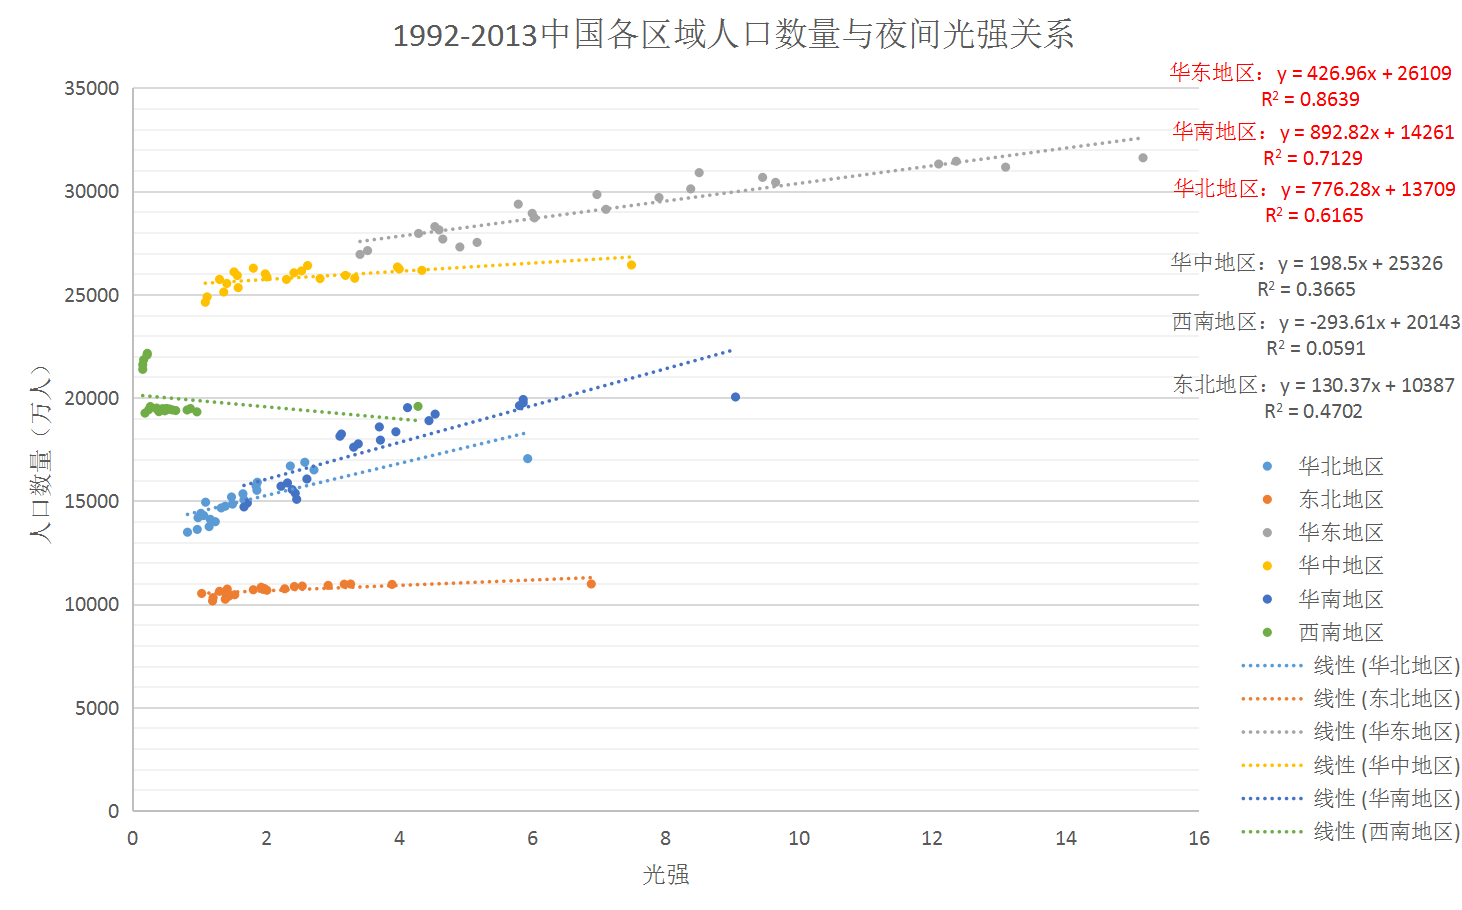 1992-2013中国各区域人口数量与夜间光强关系
华东地区：y = 426.96x + 26109
R² = 0.8639
华南地区：y = 892.82x + 14261
R² = 0.7129
华北地区：y = 776.28x + 13709
R² = 0.6165
华中地区：y = 198.5x + 25326
R² = 0.3665
西南地区：y = -293.61x + 20143
R² = 0.0591
东北地区：y = 130.37x + 10387
R² = 0.4702
35000
30000
25000
20000
15000
10000
5000
0
人口数量（万人）
0 2 4 6 8 10 12 14 16
光强
华北地区
东北地区
华东地区
华中地区
华南地区
西南地区
线性 (华北地区)
线性 (东北地区)
线性 (华东地区)
线性 (华中地区)
线性 (华南地区)
线性 (西南地区)